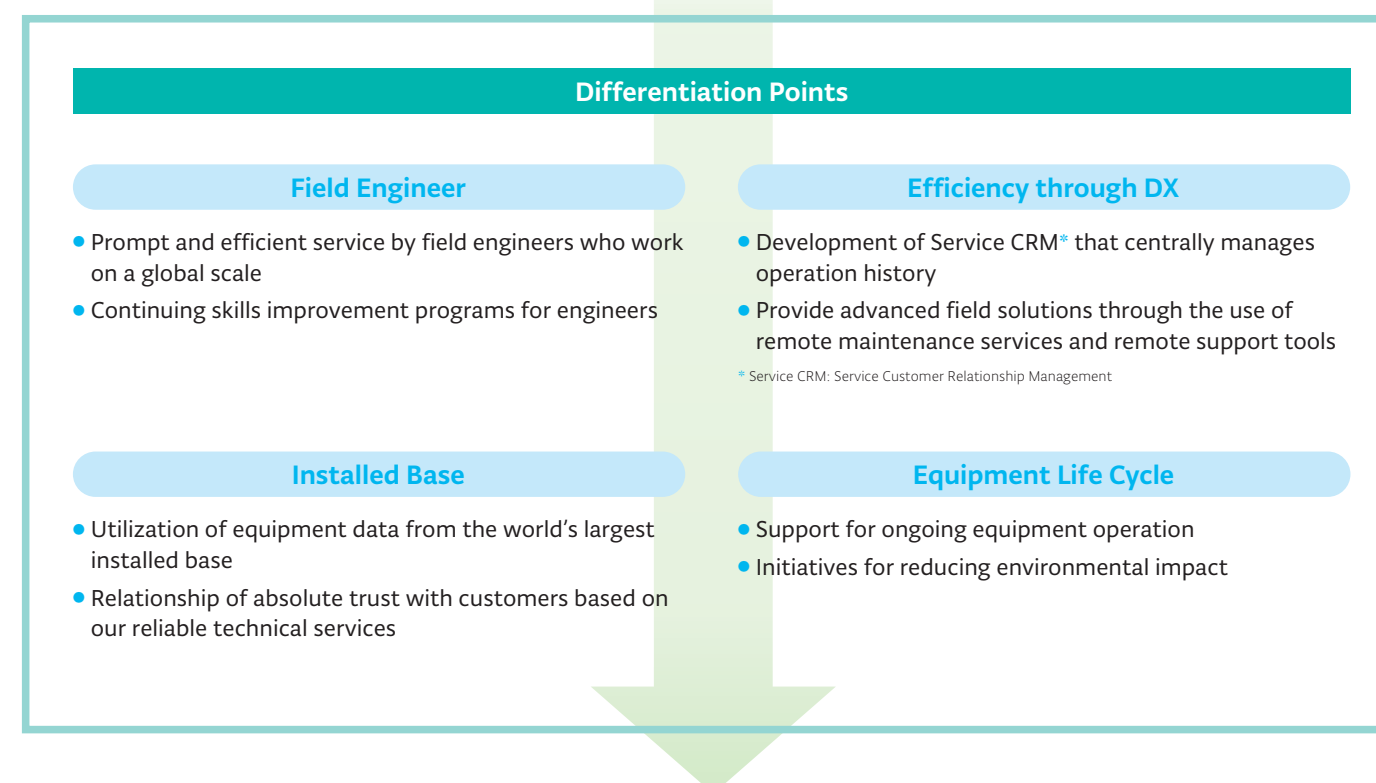 Differentiation Points
Field Engineer
• Prompt and efficient service by field engineers who work
on a global scale
• Continuing skills improvement programs for engineers
Efficiency through DX
• Development of Service CRM* that centrally manages
operation history
• Provide advanced field solutions through the use of
remote maintenance services and remote support tools
* Service CRM: Service Customer Relationship Management
Installed Base
• Utilization of equipment data from the world’s largest
installed base
• Relationship of absolute trust with customers based on
our reliable technical services
Equipment Life Cycle
• Support for ongoing equipment operation
• Initiatives for reducing environmental impact